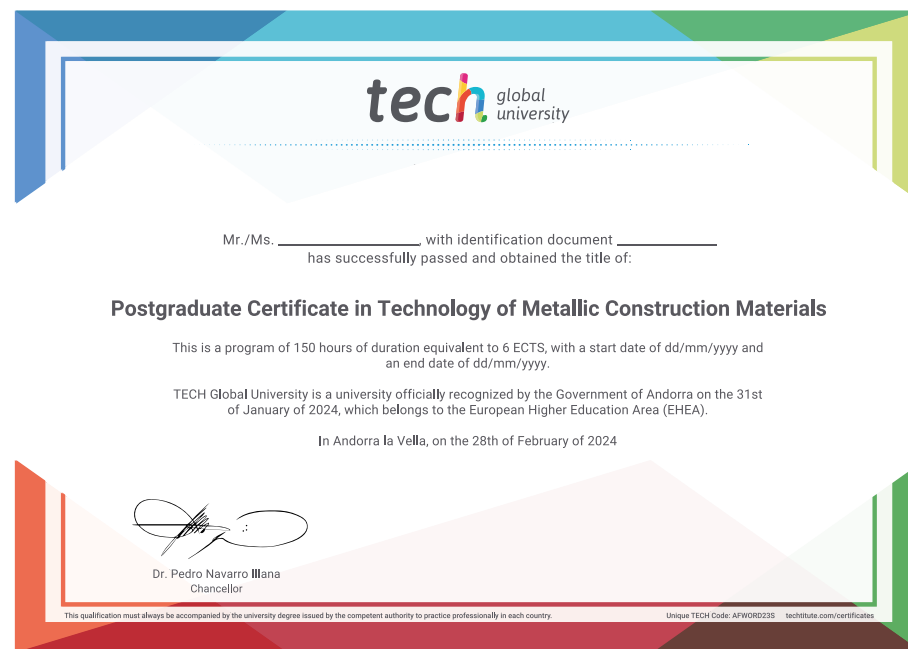 tech global university
Mr./Ms. ______________, with identification document ______________
has successfully passed and obtained the title of:
Postgraduate Certificate in Technology of Metallic Construction Materials
This is a program of 150 hours of duration equivalent to 6 ECTS, with a start date of dd/mm/yyyy and
an end date of dd/mm/yyyy.
TECH Global University is a university officially recognized by the Government of Andorra on the 31st
of January of 2024, which belongs to the European Higher Education Area (EHEA).
In Andorra la Vella, on the 28th of February of 2024
Dr. Pedro Navarro Illana
Chancellor
This qualification must always be accompanied by the university degree issued by the competent authority to practice professionally in each country. Unique TECH Code: AFWORD23S techtitute.com/certificates